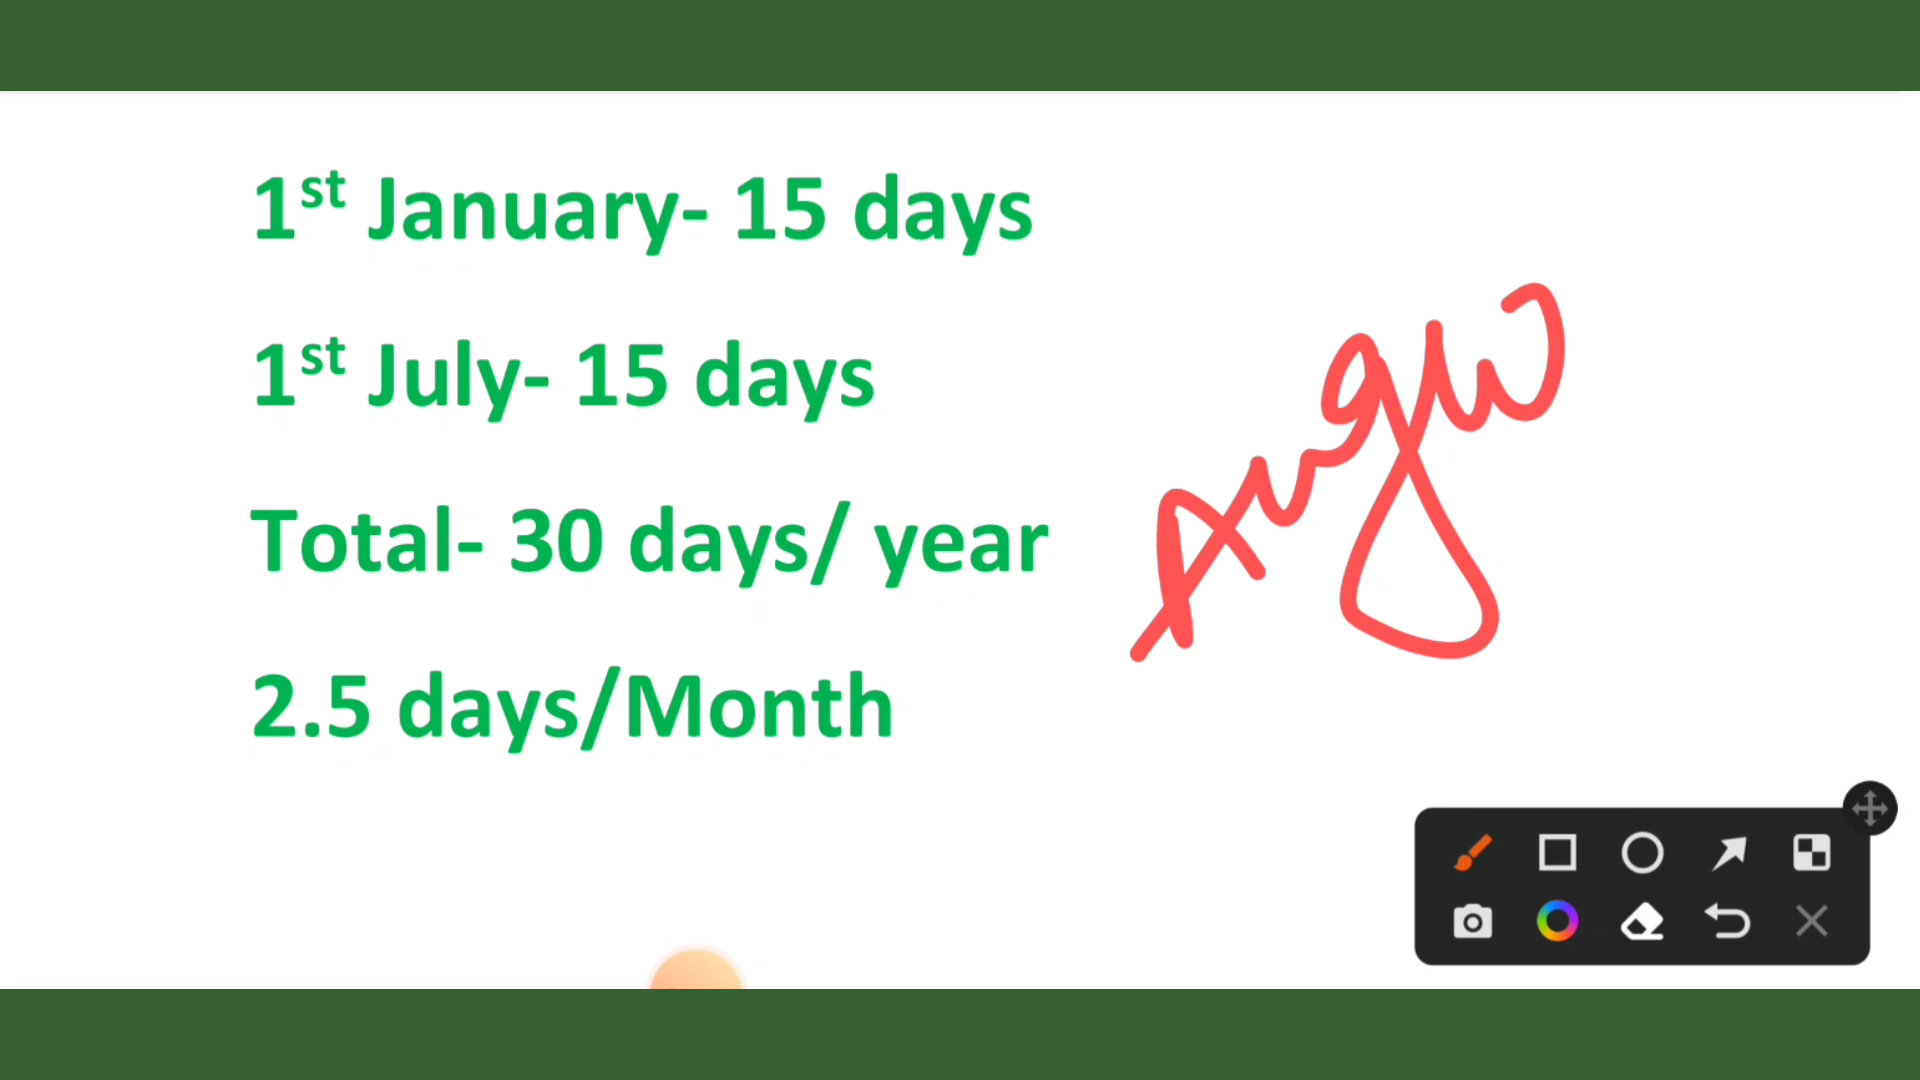 1st January- 15 days
1st July- 15 days
Total- 30 days/ year
2.5 days/Month